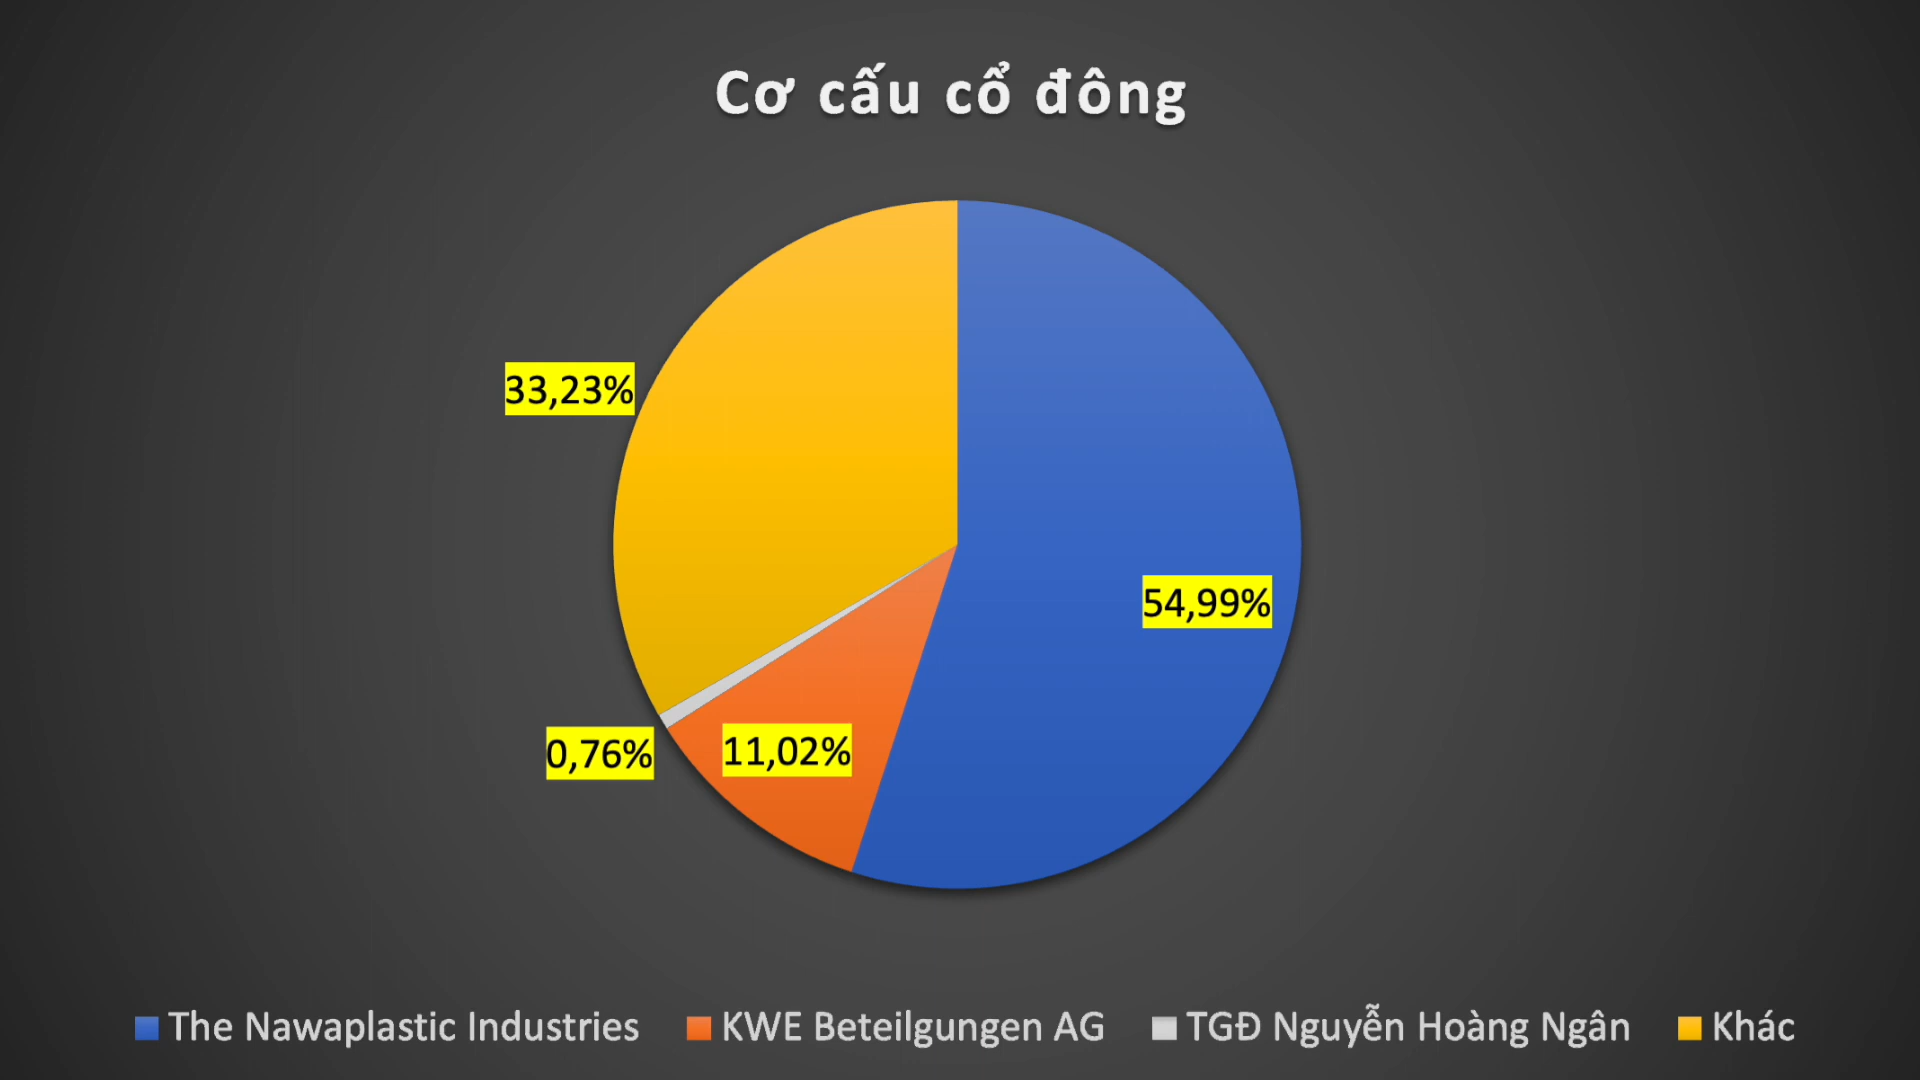 Cơ cấu cổ đông
33,23%
54,99%
0,76%
11,02%
The Nawaplastic Industries
KWE Beteilgungen AG
TGĐ Nguyễn Hoàng Ngân
Khác